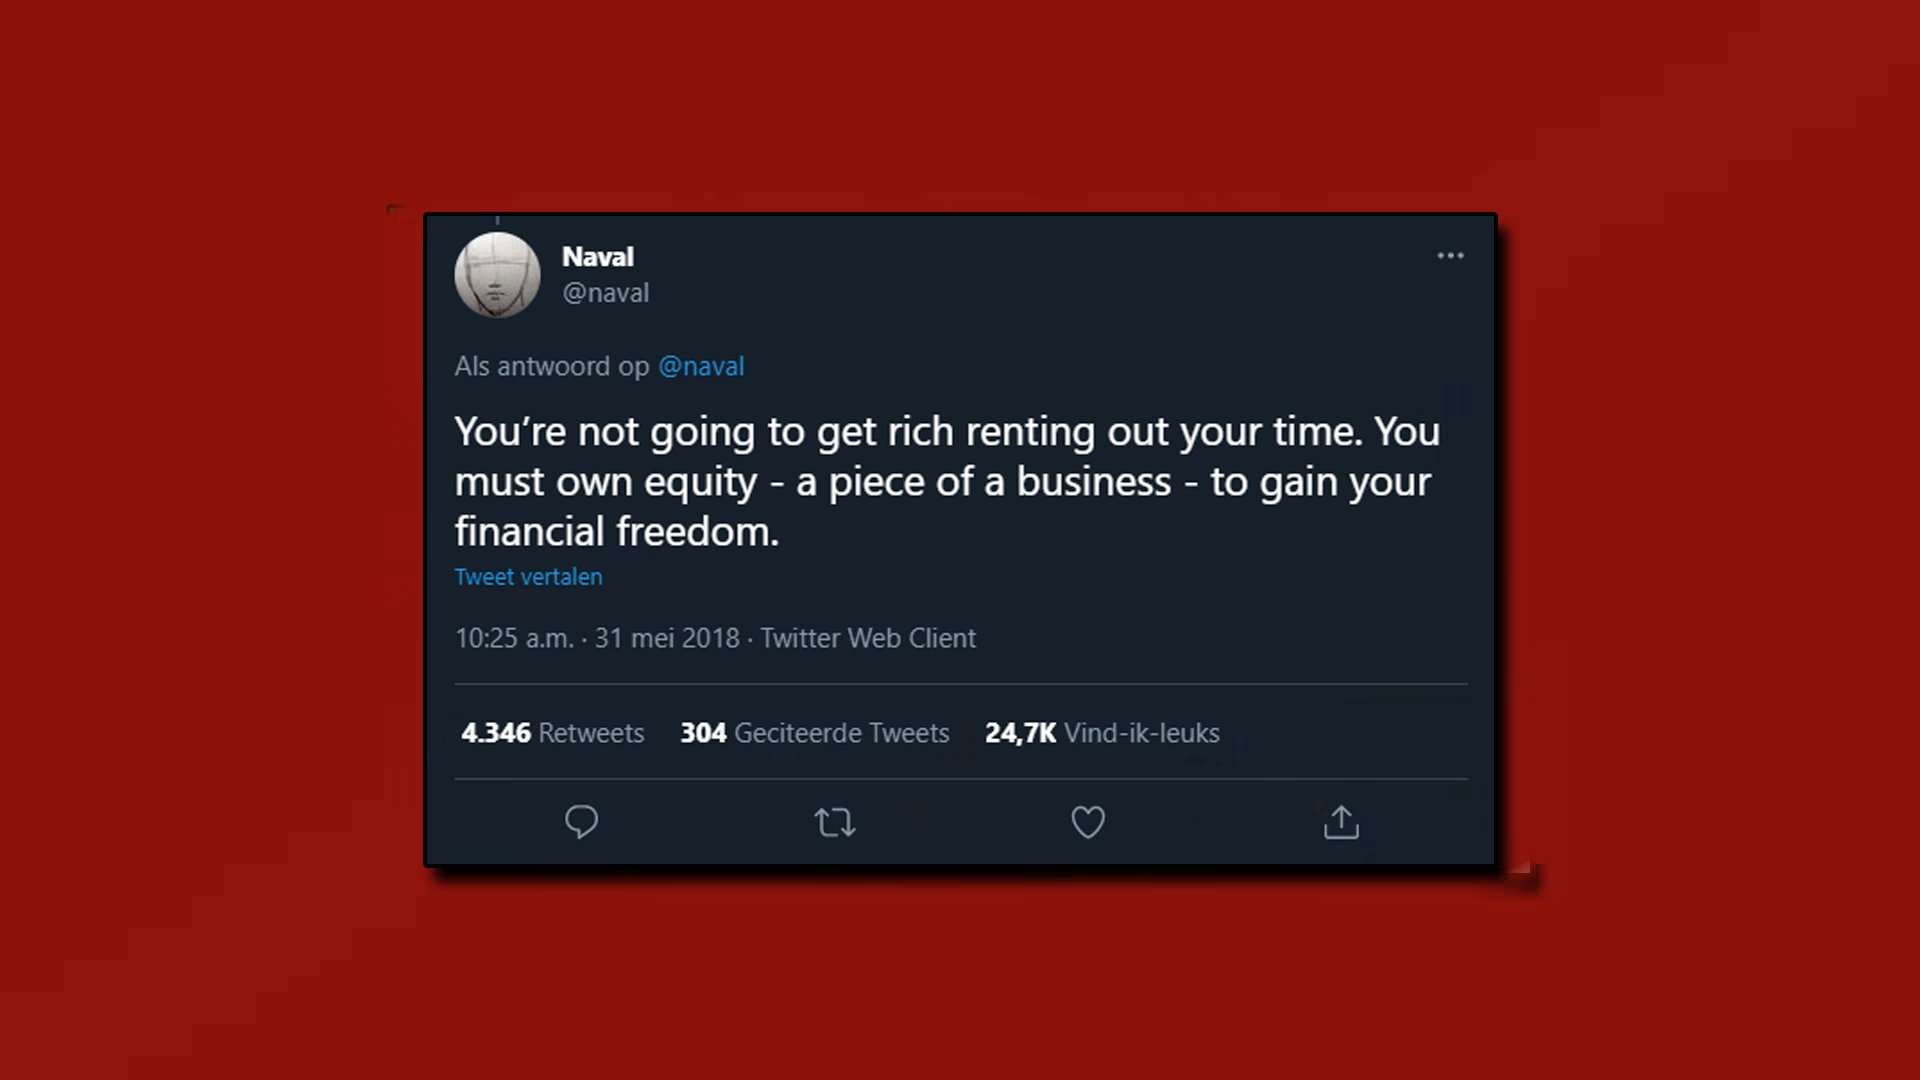 Naval
@naval
Als antwoord op @naval
You’re not going to get rich renting out your time. You
must own equity - a piece of a business - to gain your
financial freedom.
Tweet vertalen
10:25 a.m. · 31 mei 2018 · Twitter Web Client
4.346 Retweets 304 Geciteerde Tweets 24,7K Vind-ik-leuks